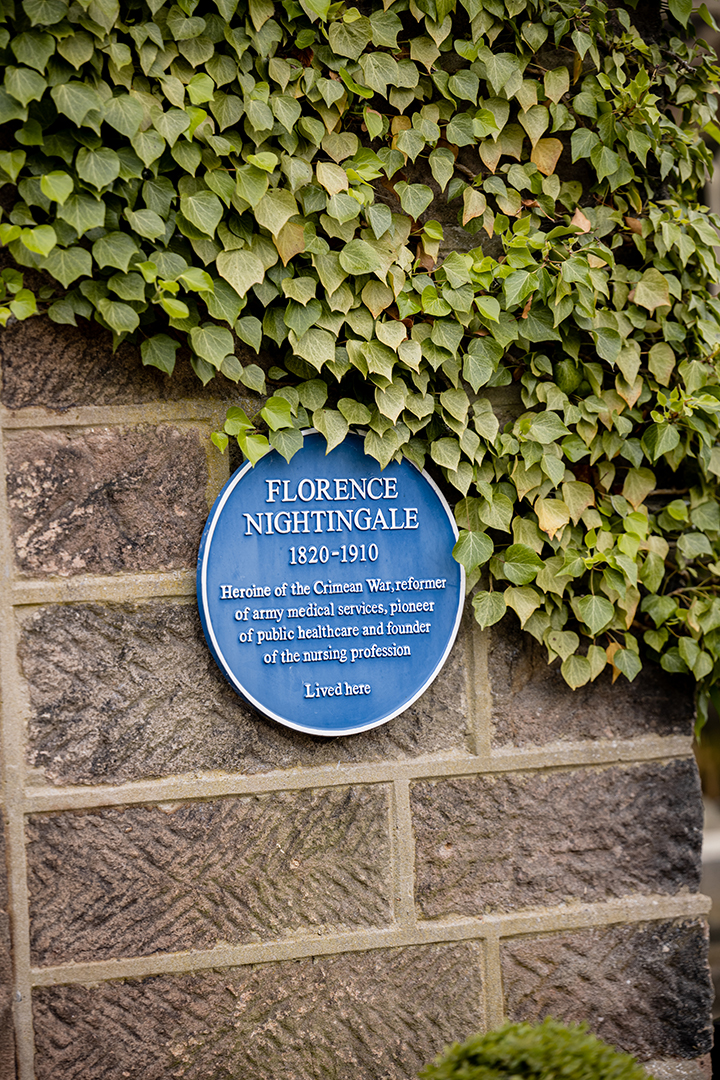 FLORENCE
NIGHTINGALE
1820-1910
Heroine of the Crimean War, reformer
of army medical services, pioneer
of public healthcare and founder
of the nursing profession
Lived here